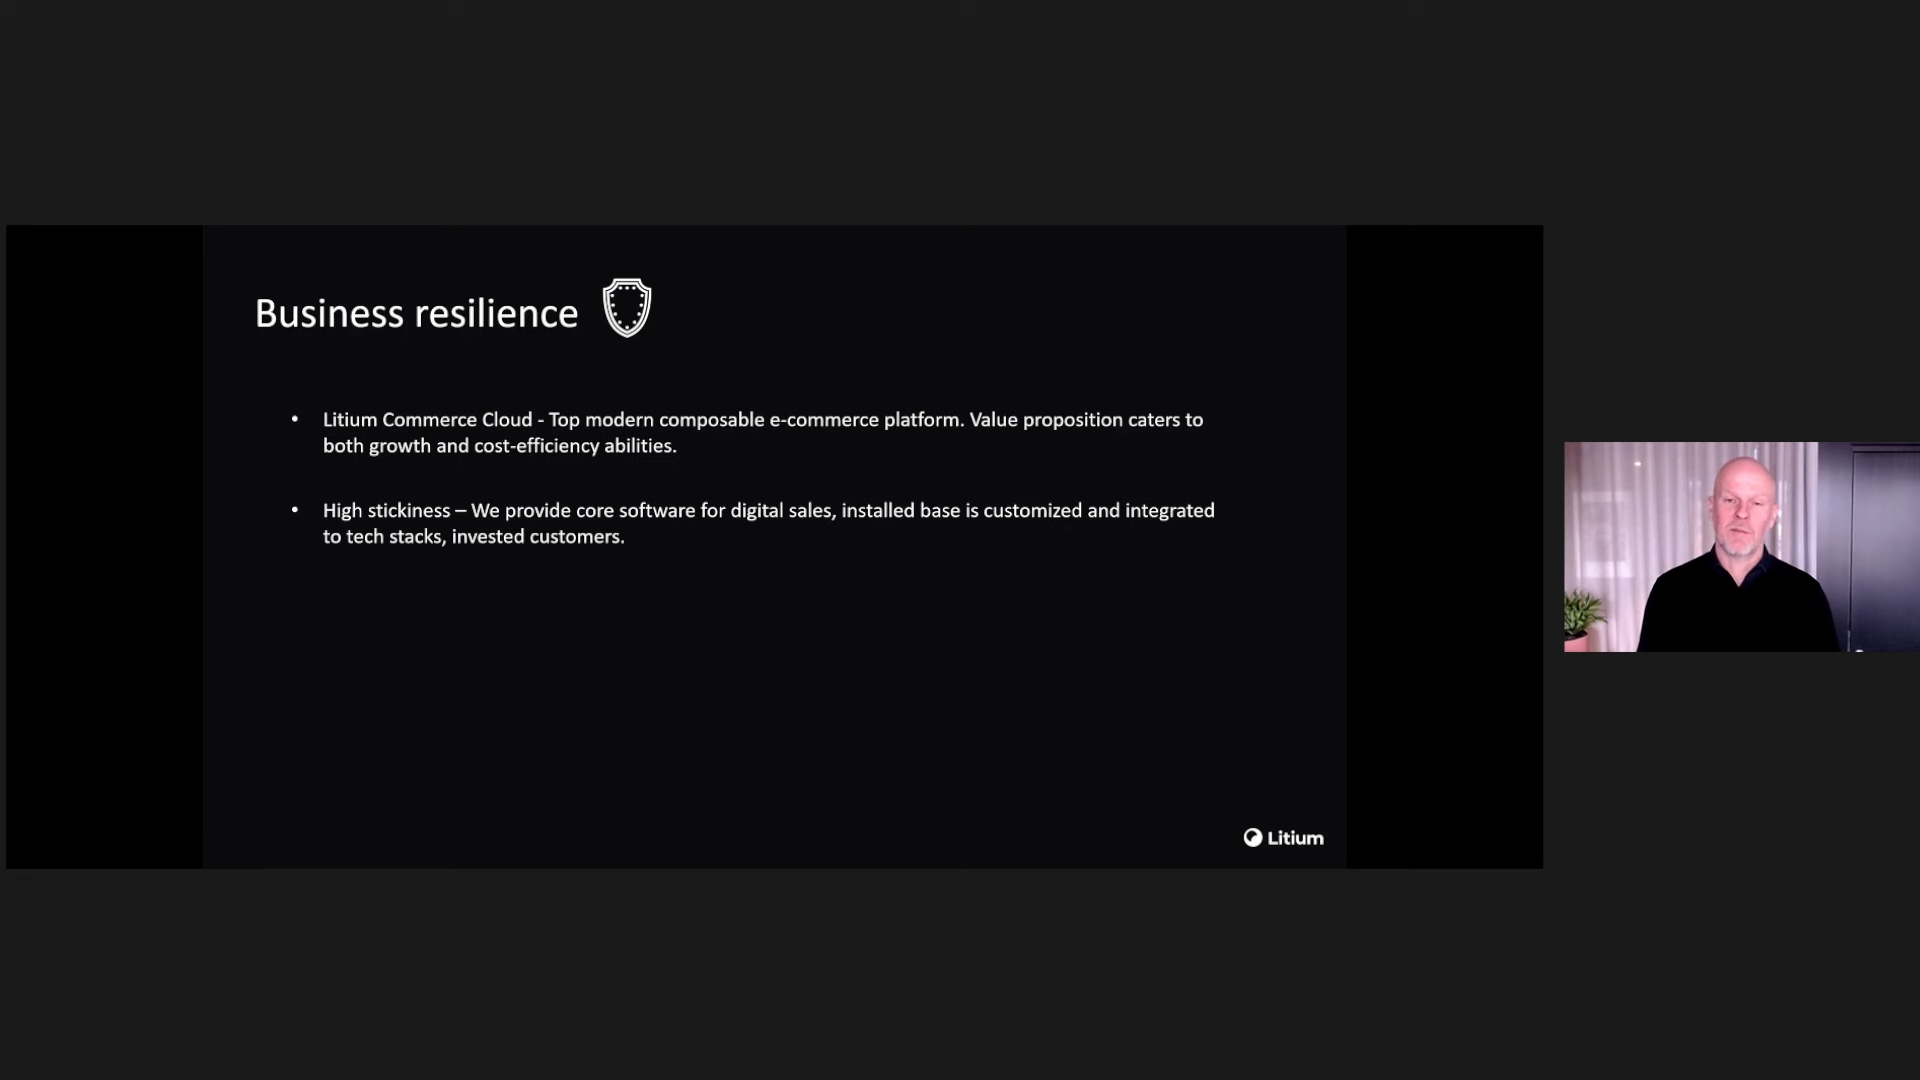 Business resilience
• Litium Commerce Cloud - Top modern composable e-commerce platform. Value proposition caters to
both growth and cost-efficiency abilities.
• High stickiness – We provide core software for digital sales, installed base is customized and integrated
to tech stacks, invested customers.
Litium